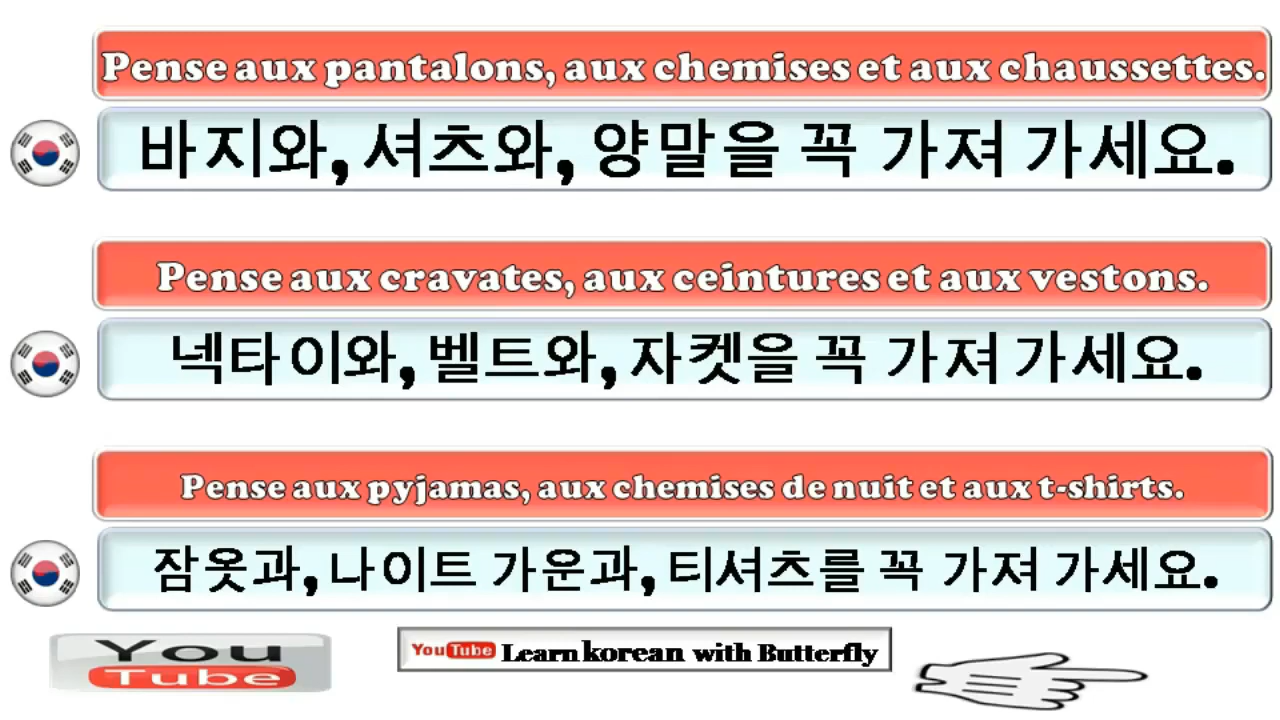 Pense aux pantalons, aux chemises et aux chaussettes.
바지와, 셔츠와, 양말을 꼭 가져 가세요.
Pense aux cravates, aux ceintures et aux vestons.
넥타이와, 벨트와, 자켓을 꼭 가져 가세요.
Pense aux pyjamas, aux chemises de nuit et aux t-shirts.
잠옷과, 나이트 가운과, 티셔츠를 꼭 가져 가세요.
You
Tube
YouTube Learn korean with Butterfly